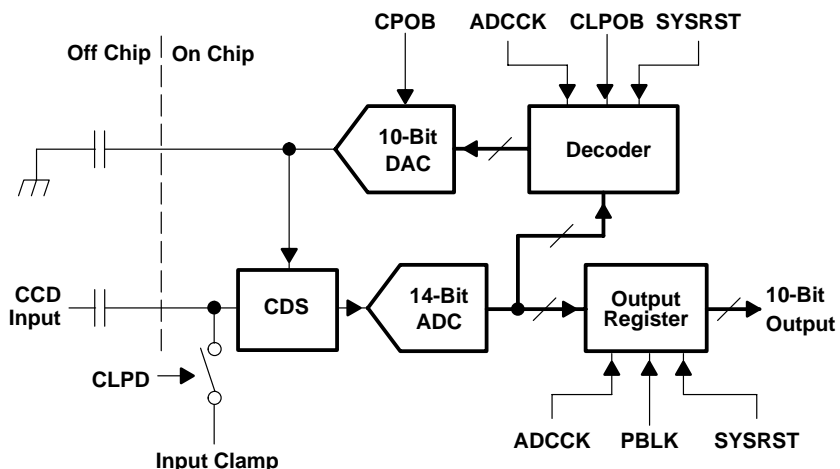 CPOB
ADCCK
CLPOB
SYSRST
Off Chip
On Chip
10-Bit
DAC
Decoder
CCD
Input
CDS
14-Bit
ADC
Output
Register
10-Bit
Output
CLPD
ADCCK
PBLK
SYSRST
Input Clamp